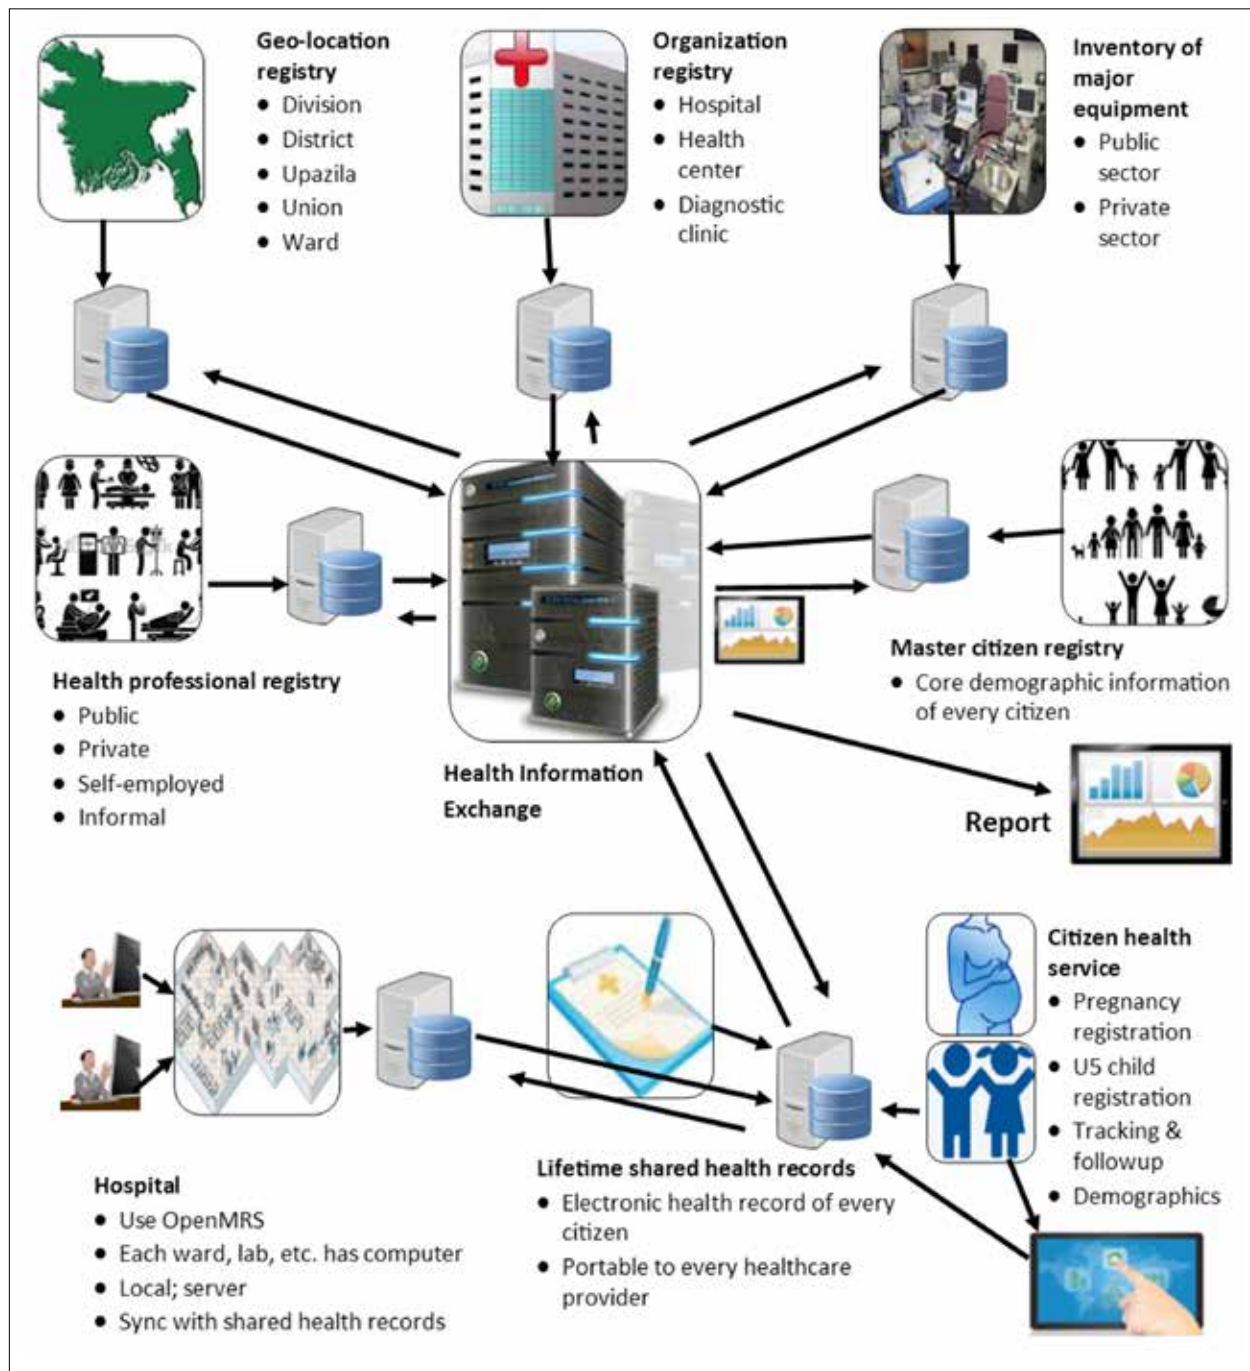 Geo-location
registry
● Division
● District
● Upazila
● Union
● Ward
Organization
registry
● Hospital
● Health
center
● Diagnostic
clinic
Inventory of
major
equipment
● Public
sector
● Private
sector
Health professional registry
● Public
● Private
● Self-employed
● Informal
Health Information
Exchange
Master citizen registry
● Core demographic information
of every citizen
Report
Hospital
● Use OpenMRS
● Each ward, lab, etc. has computer
● Local; server
● Sync with shared health records
Lifetime shared health records
● Electronic health record of every
citizen
● Portable to every healthcare
provider
Citizen health
service
● Pregnancy
registration
● U5 child
registration
● Tracking &
followup
● Demographics